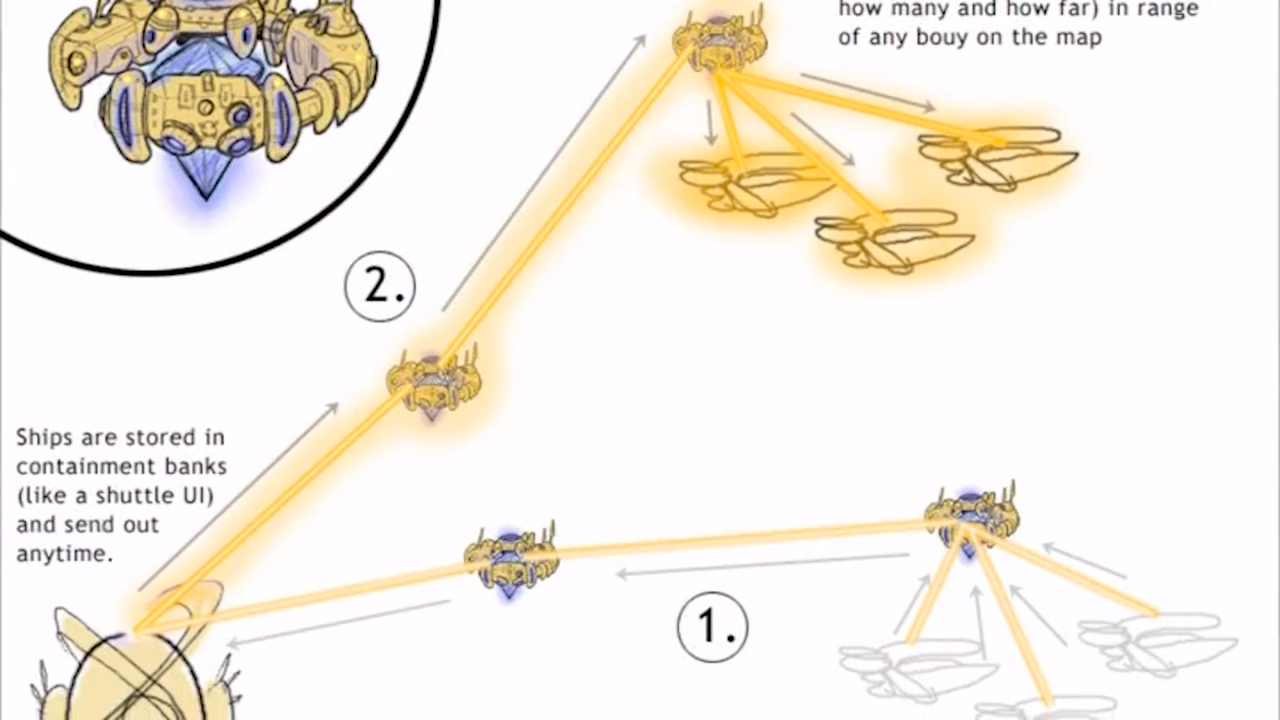 how many and how far) in range
of any bouy on the map
2.
Ships are stored in
containment banks
(like a shuttle UI)
and send out
anytime.
1.